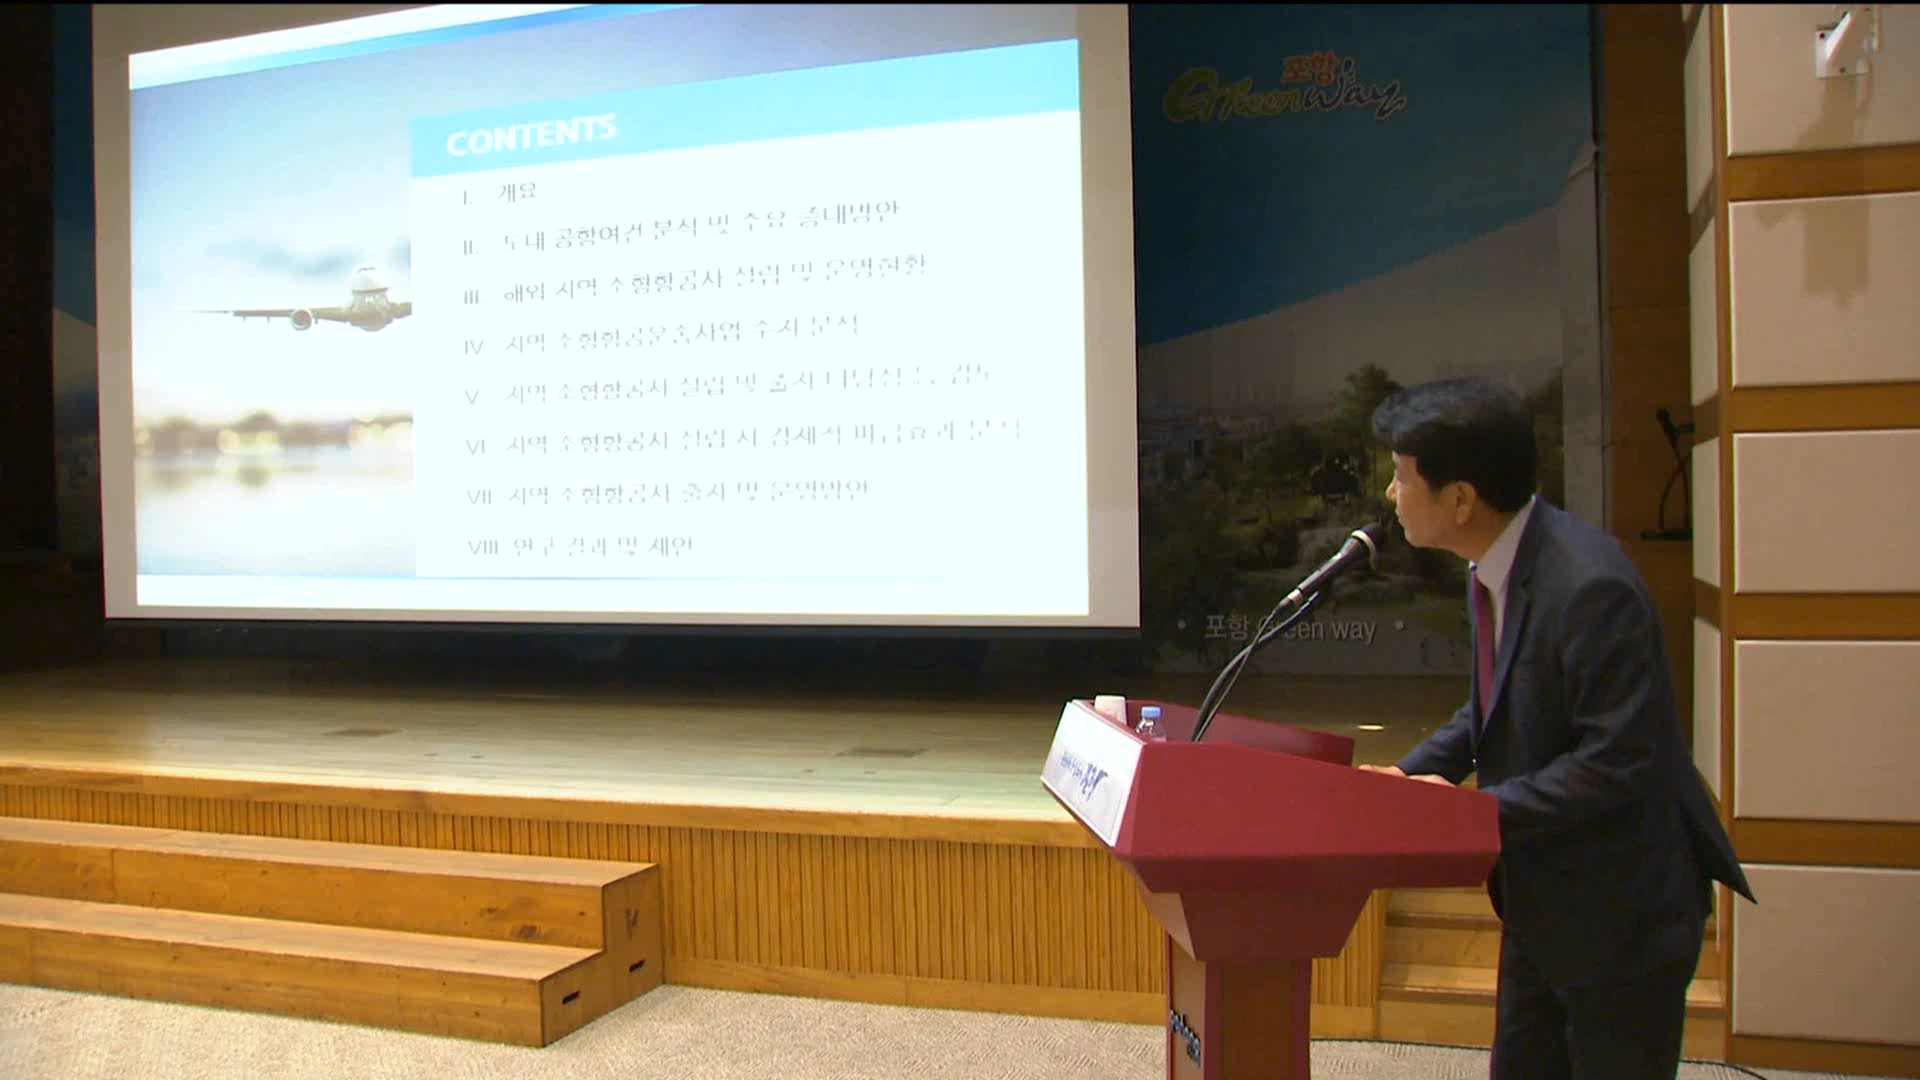 포항
GreenWay
CONTENTS
I. 개요
II. 도내 공항여건 분석 및 수요 증대방안
III 해외 지역 소형항공사 설립 및 운영현황
IV 지역 소형항공운송사업 수지 분석
V 지역 소형항공사 설립 및 출자 타당성 등 검토
VI 지역 소형항공사 설립 시 경제적 파급효과 분석
VII 지역 소형항공사 출자 및 운영방안
VIII 연구 결과 및 제언
• 포항 Green way •